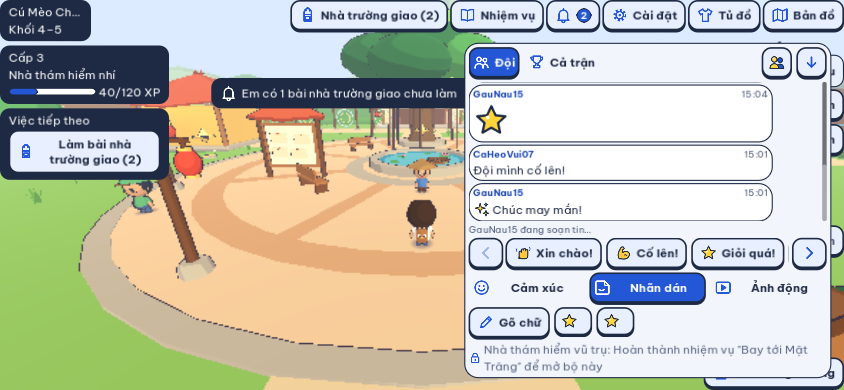 Cú Mèo Ch...
Khối 4-5
Nhà trường giao (2)
Nhiệm vụ
2
Cài đặt
Tủ đồ
Bản đồ
Cấp 3
Nhà thám hiểm nhí
40/120 XP
Việc tiếp theo
Làm bài nhà
trường giao (2)
Em có 1 bài nhà trường giao chưa làm
Đội
Cả trận
GauNau15 15:04
CaHeoVui07 15:01
Đội mình cố lên!
GauNau15 15:01
Chúc may mắn!
GauNau15 đang soạn tin...
Xin chào!
Cố lên!
Giỏi quá!
Cảm xúc
Nhãn dán
Ảnh động
Gõ chữ
Nhà thám hiểm vũ trụ: Hoàn thành nhiệm vụ "Bay tới Mặt
Trăng" để mở bộ này